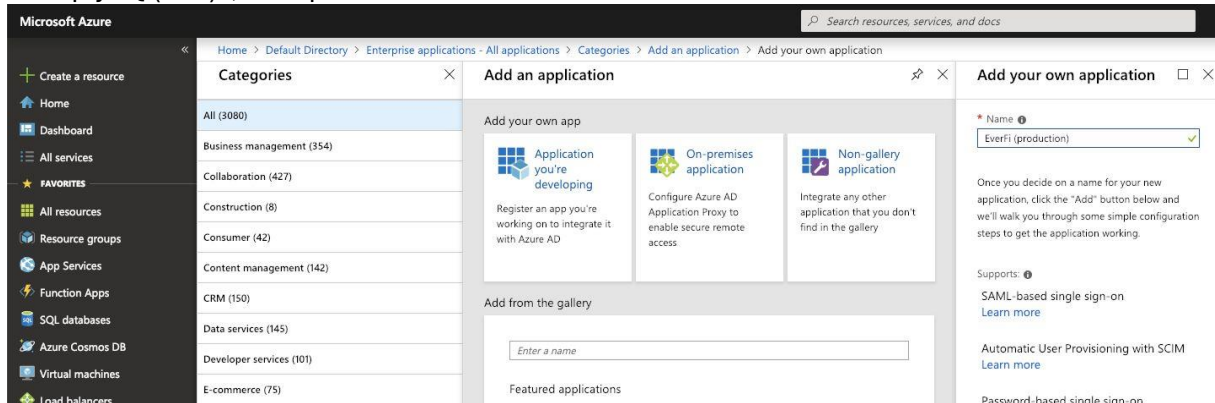 Microsoft Azure
Search resources, services, and docs
«
Home > Default Directory > Enterprise applications - All applications > Categories > Add an application > Add your own application
Create a resource
Home
Dashboard
All services
FAVORITES
All resources
Resource groups
App Services
Function Apps
SQL databases
Azure Cosmos DB
Virtual machines
Load balancers
Categories
All (3080)
Business management (354)
Collaboration (427)
Construction (8)
Consumer (42)
Content management (142)
CRM (150)
Data services (145)
Developer services (101)
E-commerce (75)
Add an application
Add your own app
Application
you're
developing
Register an app you're
working on to integrate it
with Azure AD
On-premises
application
Configure Azure AD
Application Proxy to
enable secure remote
access
Non-gallery
application
Integrate any other
application that you don't
find in the gallery
Add from the gallery
Enter a name
Featured applications
Add your own application
* Name
EverFi (production)
Once you decide on a name for your new
application, click the "Add" button below and
we'll walk you through some simple configuration
steps to get the application working.
Supports:
SAML-based single sign-on
Learn more
Automatic User Provisioning with SCIM
Learn more
Password-based single sign-on